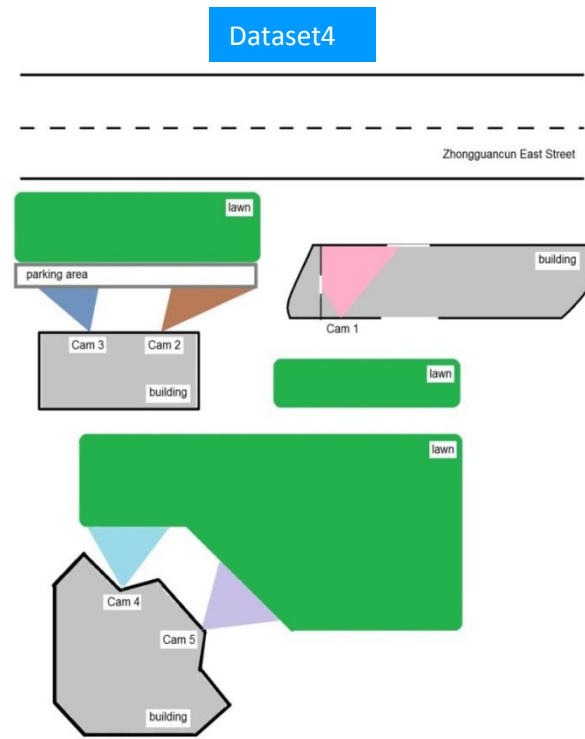 Dataset4
Zhongguancun East Street
lawn
parking area
building
Cam 3
Cam 2
Cam 1
building
lawn
lawn
Cam 4
Cam 5
building